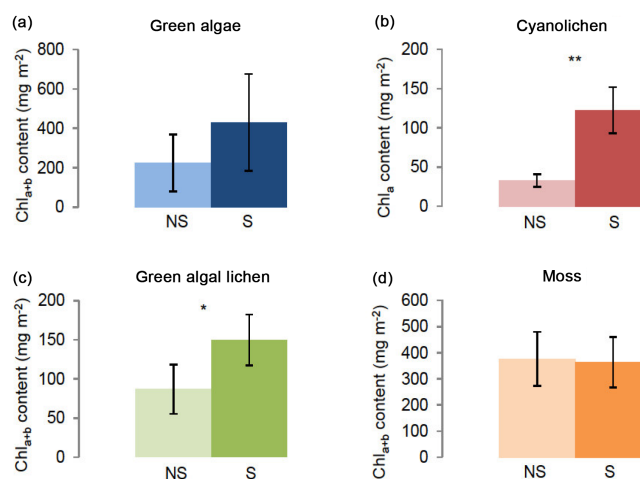 (a)
Green algae
Chla+b content (mg m-2)
800
600
400
200
0
NS
S
(b)
Cyanolichen
Chla content (mg m-2)
200
150
100
50
0
**
NS
S
(c)
Green algal lichen
Chla+b content (mg m-2)
200
150
100
50
0
*
NS
S
(d)
Moss
Chla+b content (mg m-2)
600
500
400
300
200
100
0
NS
S